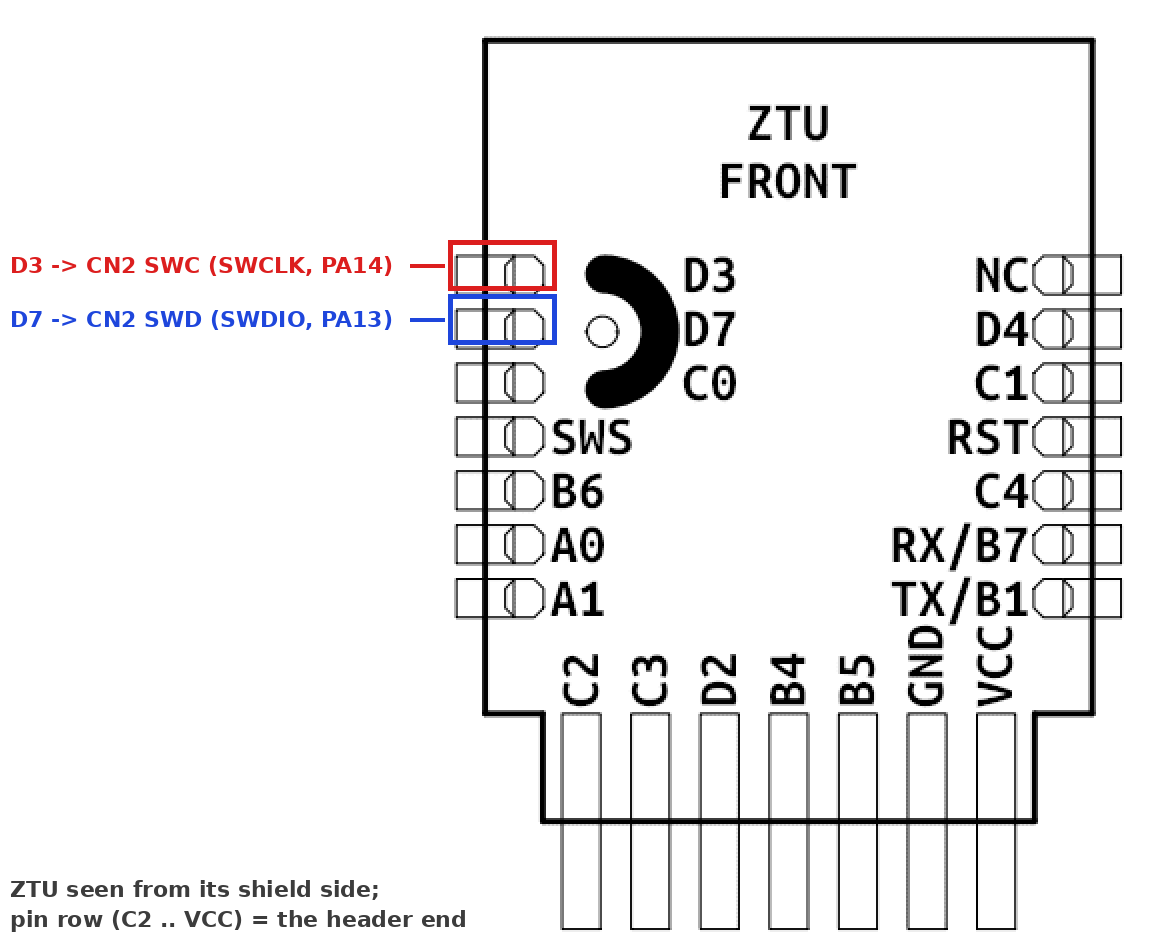 ZTU
FRONT
D3 -> CN2 SWC (SWCLK, PA14)
D7 -> CN2 SWD (SWDIO, PA13)
D3
D7
C0
SWS
B6
A0
A1
NC
D4
C1
RST
C4
RX/B7
TX/B1
C2
C3
D2
B4
B5
GND
VCC
ZTU seen from its shield side;
pin row (C2 .. VCC) = the header end